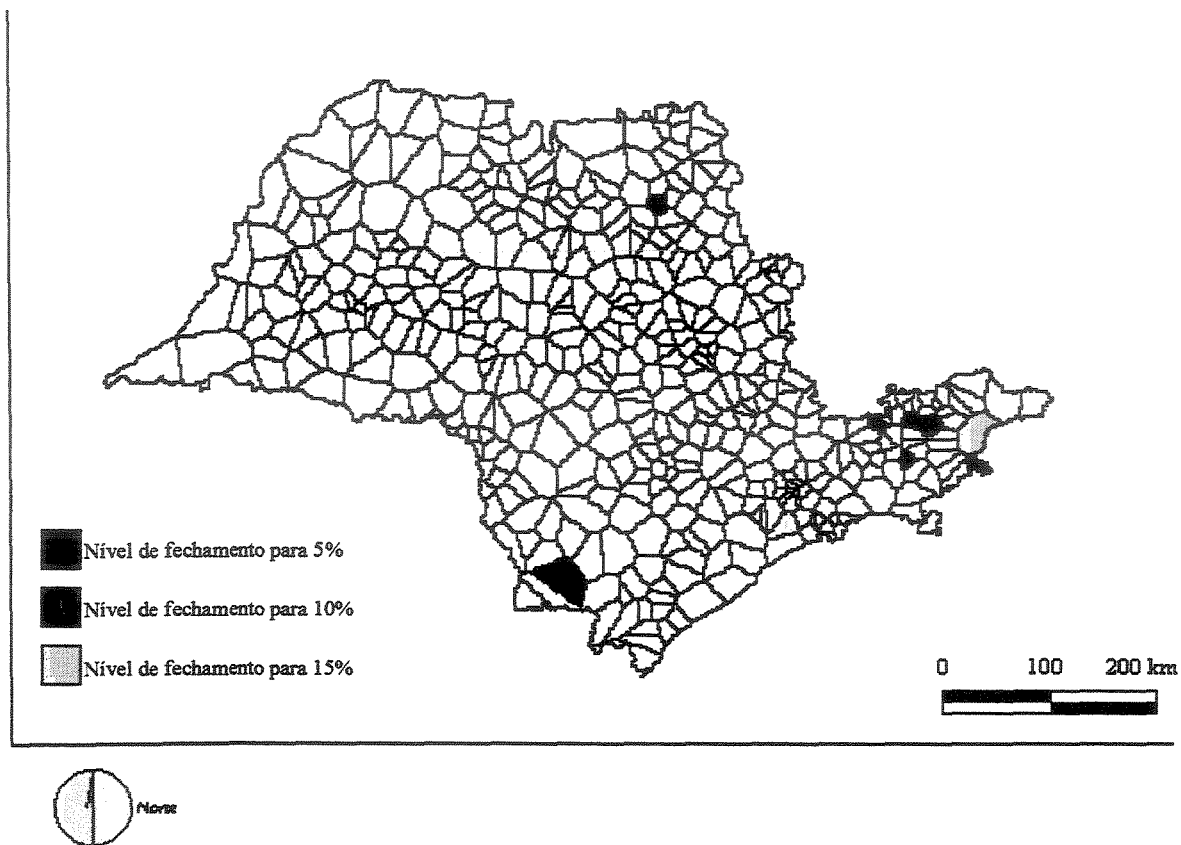 Nível de fechamento para 5%
Nível de fechamento para 10%
Nível de fechamento para 15%
0 100 200 km
Norte